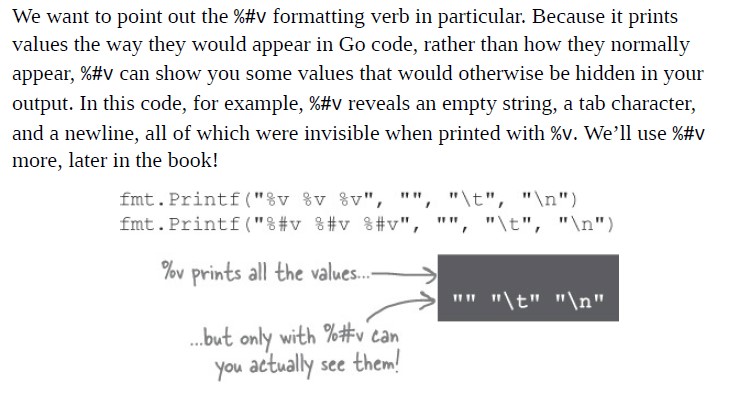 We want to point out the %#v formatting verb in particular. Because it prints
values the way they would appear in Go code, rather than how they normally
appear, %#v can show you some values that would otherwise be hidden in your
output. In this code, for example, %#v reveals an empty string, a tab character,
and a newline, all of which were invisible when printed with %v. We’ll use %#v
more, later in the book!
fmt.Printf("%v %v %v", "", "\t", "\n")
fmt.Printf("%#v %#v %#v", "", "\t", "\n")
%v prints all the values...
"" "\t" "\n"
...but only with %#v can
you actually see them!